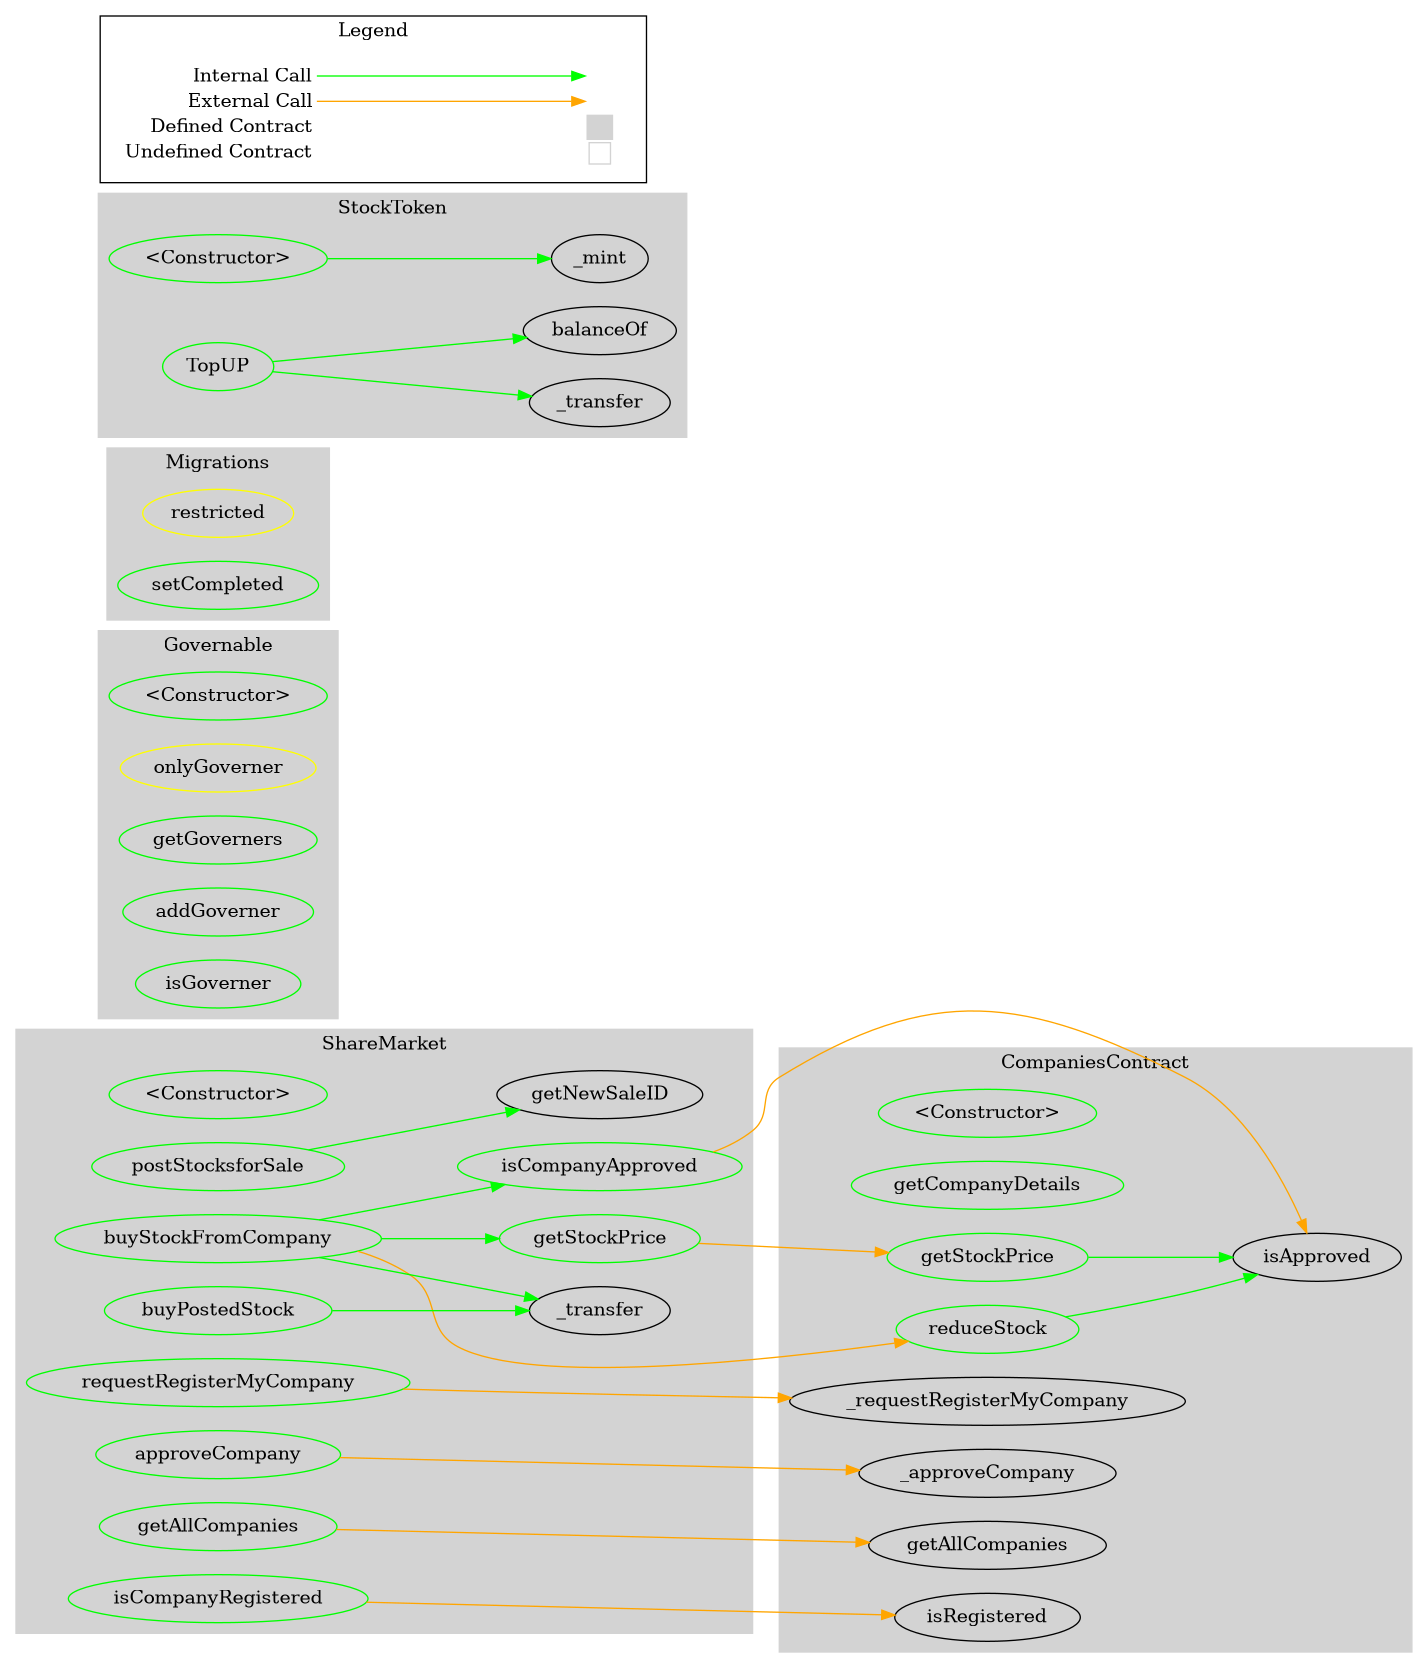 Legend
Internal Call
External Call
Defined Contract
Undefined Contract
StockToken
<Constructor>
_mint
balanceOf
TopUP
_transfer
Migrations
restricted
setCompleted
Governable
<Constructor>
onlyGoverner
getGoverners
addGoverner
isGoverner
ShareMarket
<Constructor>
getNewSaleID
postStocksforSale
isCompanyApproved
buyStockFromCompany
getStockPrice
buyPostedStock
_transfer
requestRegisterMyCompany
approveCompany
getAllCompanies
isCompanyRegistered
CompaniesContract
<Constructor>
getCompanyDetails
getStockPrice
isApproved
reduceStock
_requestRegisterMyCompany
_approveCompany
getAllCompanies
isRegistered